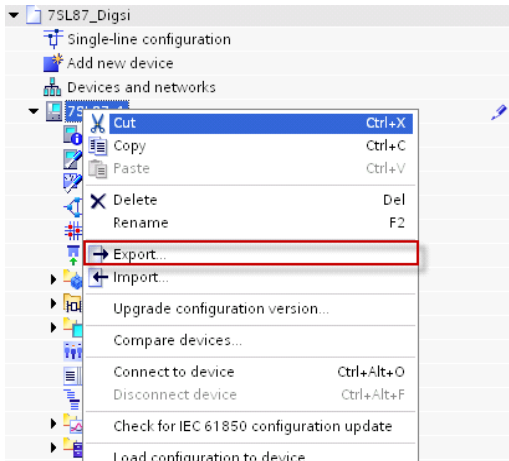 7SL87_Digsi
Single-line configuration
Add new device
Devices and networks
Cut Ctrl+X
Copy Ctrl+C
Paste Ctrl+V
Delete Del
Rename F2
Export...
Import...
Upgrade configuration version...
Compare devices...
Connect to device Ctrl+Alt+O
Disconnect device Ctrl+Alt+F
Check for IEC 61850 configuration update
Load configuration to device